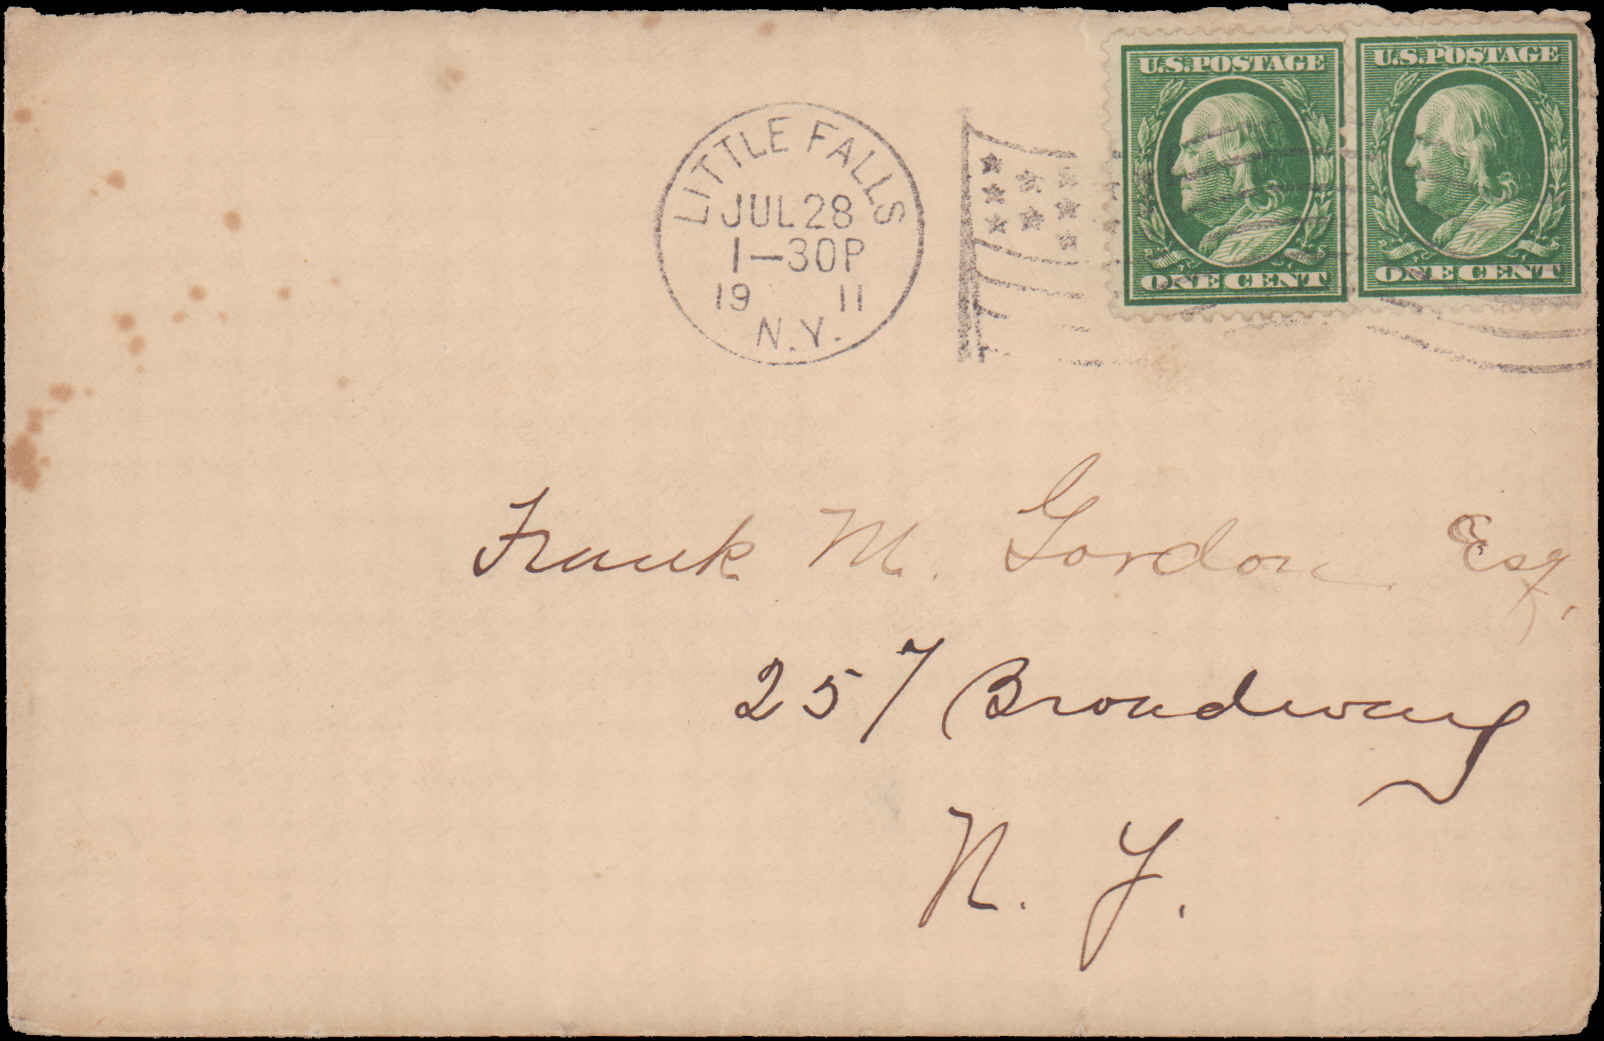 U.S. POSTAGE
ONE CENT
U.S. POSTAGE
ONE CENT
LITTLE FALLS
JUL 28
1—30P
19 11
N.Y.
Frank M. Gordon Esq.
257 Broadway
N. Y.